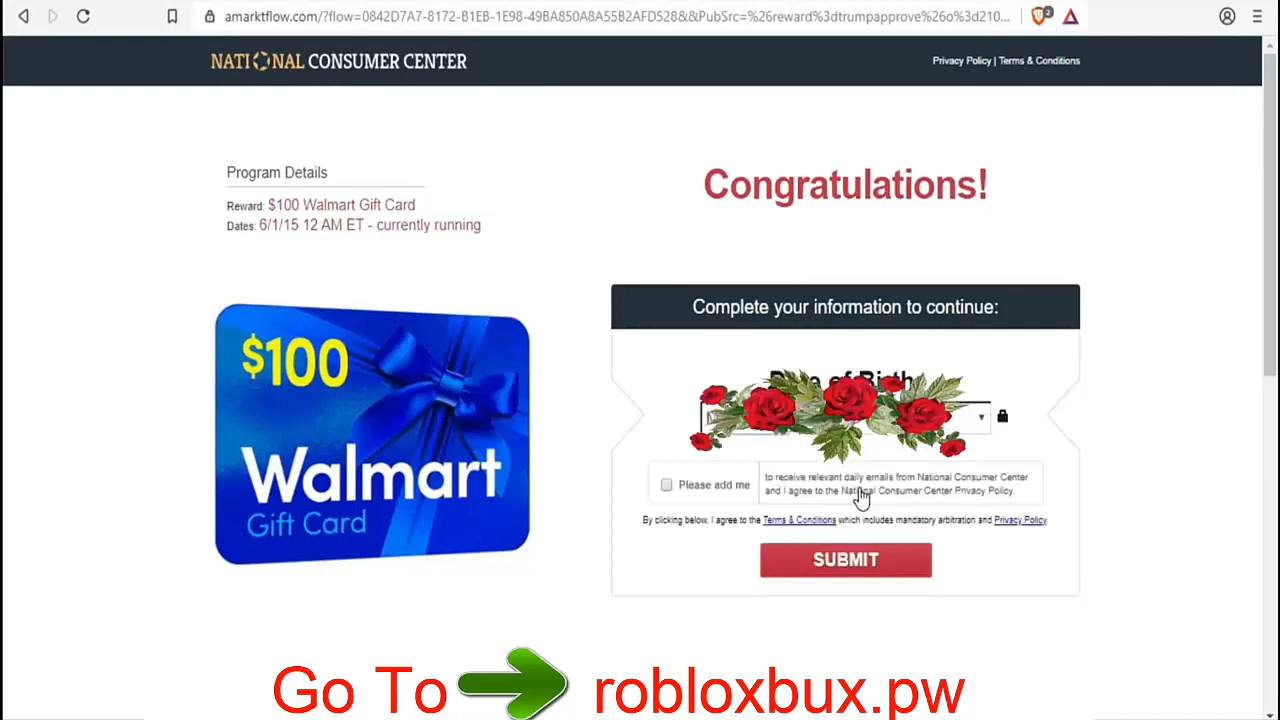 amarktflow.com/?flow=0842D7A7-8172-B1EB-1E98-49BA850A8A55B2AFD528&&PubSrc=%26reward%3dtrumpapprove%26o%3d210...
2
NATIONAL CONSUMER CENTER
Privacy Policy | Terms & Conditions
Program Details
Reward: $100 Walmart Gift Card
Dates: 6/1/15 12 AM ET - currently running
Congratulations!
Complete your information to continue:
$100
Walmart
Gift Card
Date of Birth
Please add me
to receive relevant daily emails from National Consumer Center
and I agree to the National Consumer Center Privacy Policy.
By clicking below, I agree to the Terms & Conditions which includes mandatory arbitration and Privacy Policy.
SUBMIT
Go To robloxbux.pw